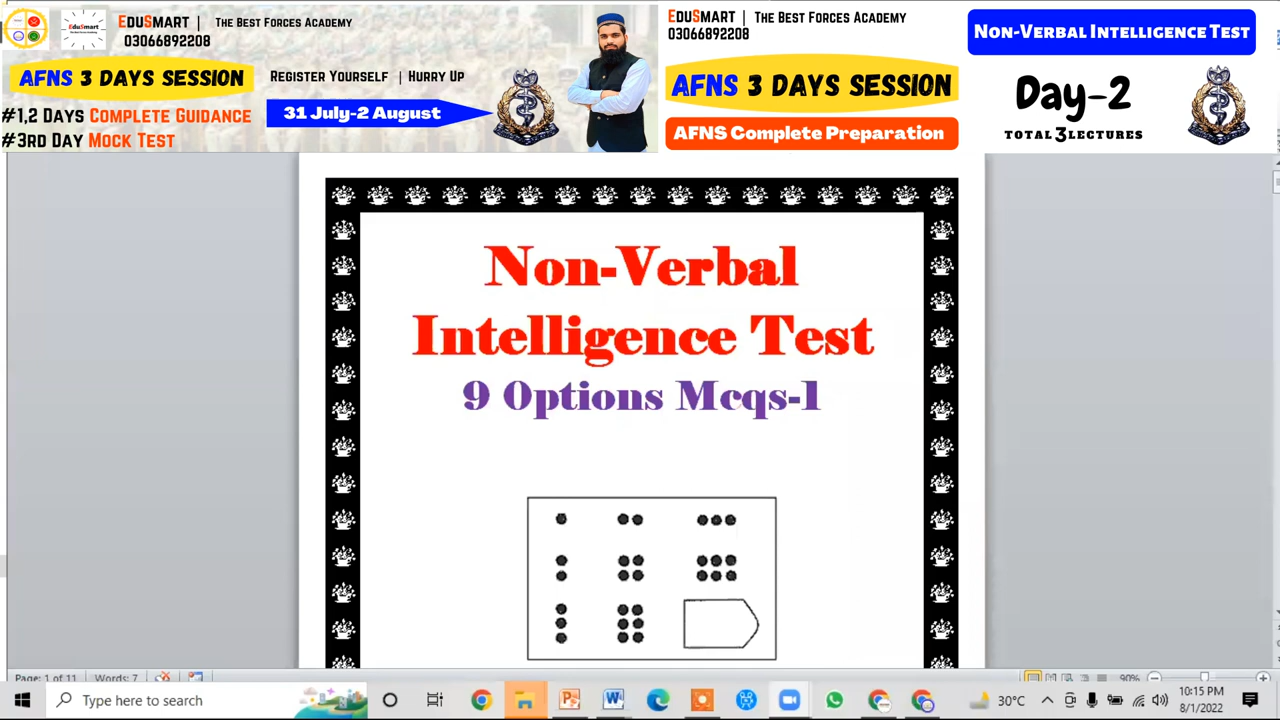 EduSmart | The Best Forces Academy
03066892208
AFNS 3 DAYS SESSION
Register Yourself | Hurry Up
31 July-2 August
#1,2 Days Complete Guidance
#3rd Day Mock Test
EduSmart | The Best Forces Academy
03066892208
AFNS 3 DAYS SESSION
AFNS Complete Preparation
Non-Verbal Intelligence Test
Day-2
TOTAL 3 LECTURES
Non-Verbal
Intelligence Test
9 Options Mcqs-1
Page: 1 of 11 Words: 7
90%
Type here to search
30°C
10:15 PM
8/1/2022